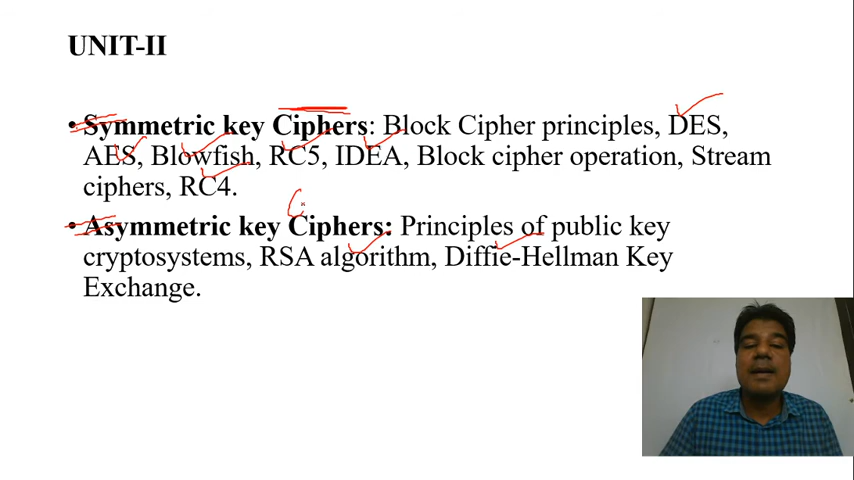 UNIT-II
• Symmetric key Ciphers: Block Cipher principles, DES,
AES, Blowfish, RC5, IDEA, Block cipher operation, Stream
ciphers, RC4.
• Asymmetric key Ciphers: Principles of public key
cryptosystems, RSA algorithm, Diffie-Hellman Key
Exchange.